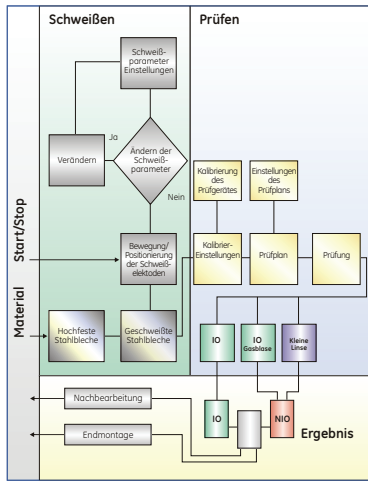 Schweißen
Prüfen
Schweiß-
parameter
Einstellungen
Ja
Verändern
Ändern der
Schweiß-
parameter
Nein
Kalibrierung
des
Prüfgerätes
Einstellungen
des
Prüfplans
Start/Stop
Bewegung/
Positionierung
der Schweiß-
elektoden
Kalibrier-
Einstellungen
Prüfplan
Prüfung
Material
Hochfeste
Stahlbleche
Geschweißte
Stahlbleche
IO
IO
Gasblase
Kleine
Linse
Nachbearbeitung
Endmontage
IO
NIO
Ergebnis